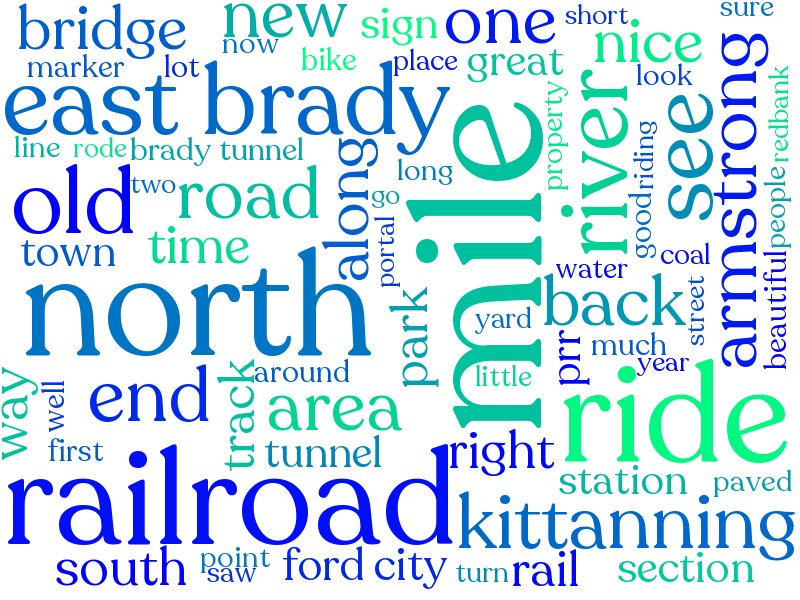 bridge
new
sign
one
short
sure
now
marker
lot
bike
place
great
nice
look
east brady
mile
property
river
see
armstrong
redbank
line
rode
brady tunnel
along
long
good
riding
people
old
two
road
go
town
time
portal
water
coal
beautiful
north
park
yard
back
street
much
prr
year
little
around
way
well
end
track
area
ride
first
tunnel
right
railroad
station
paved
kittanning
south
point
saw
ford city
turn
rail
section